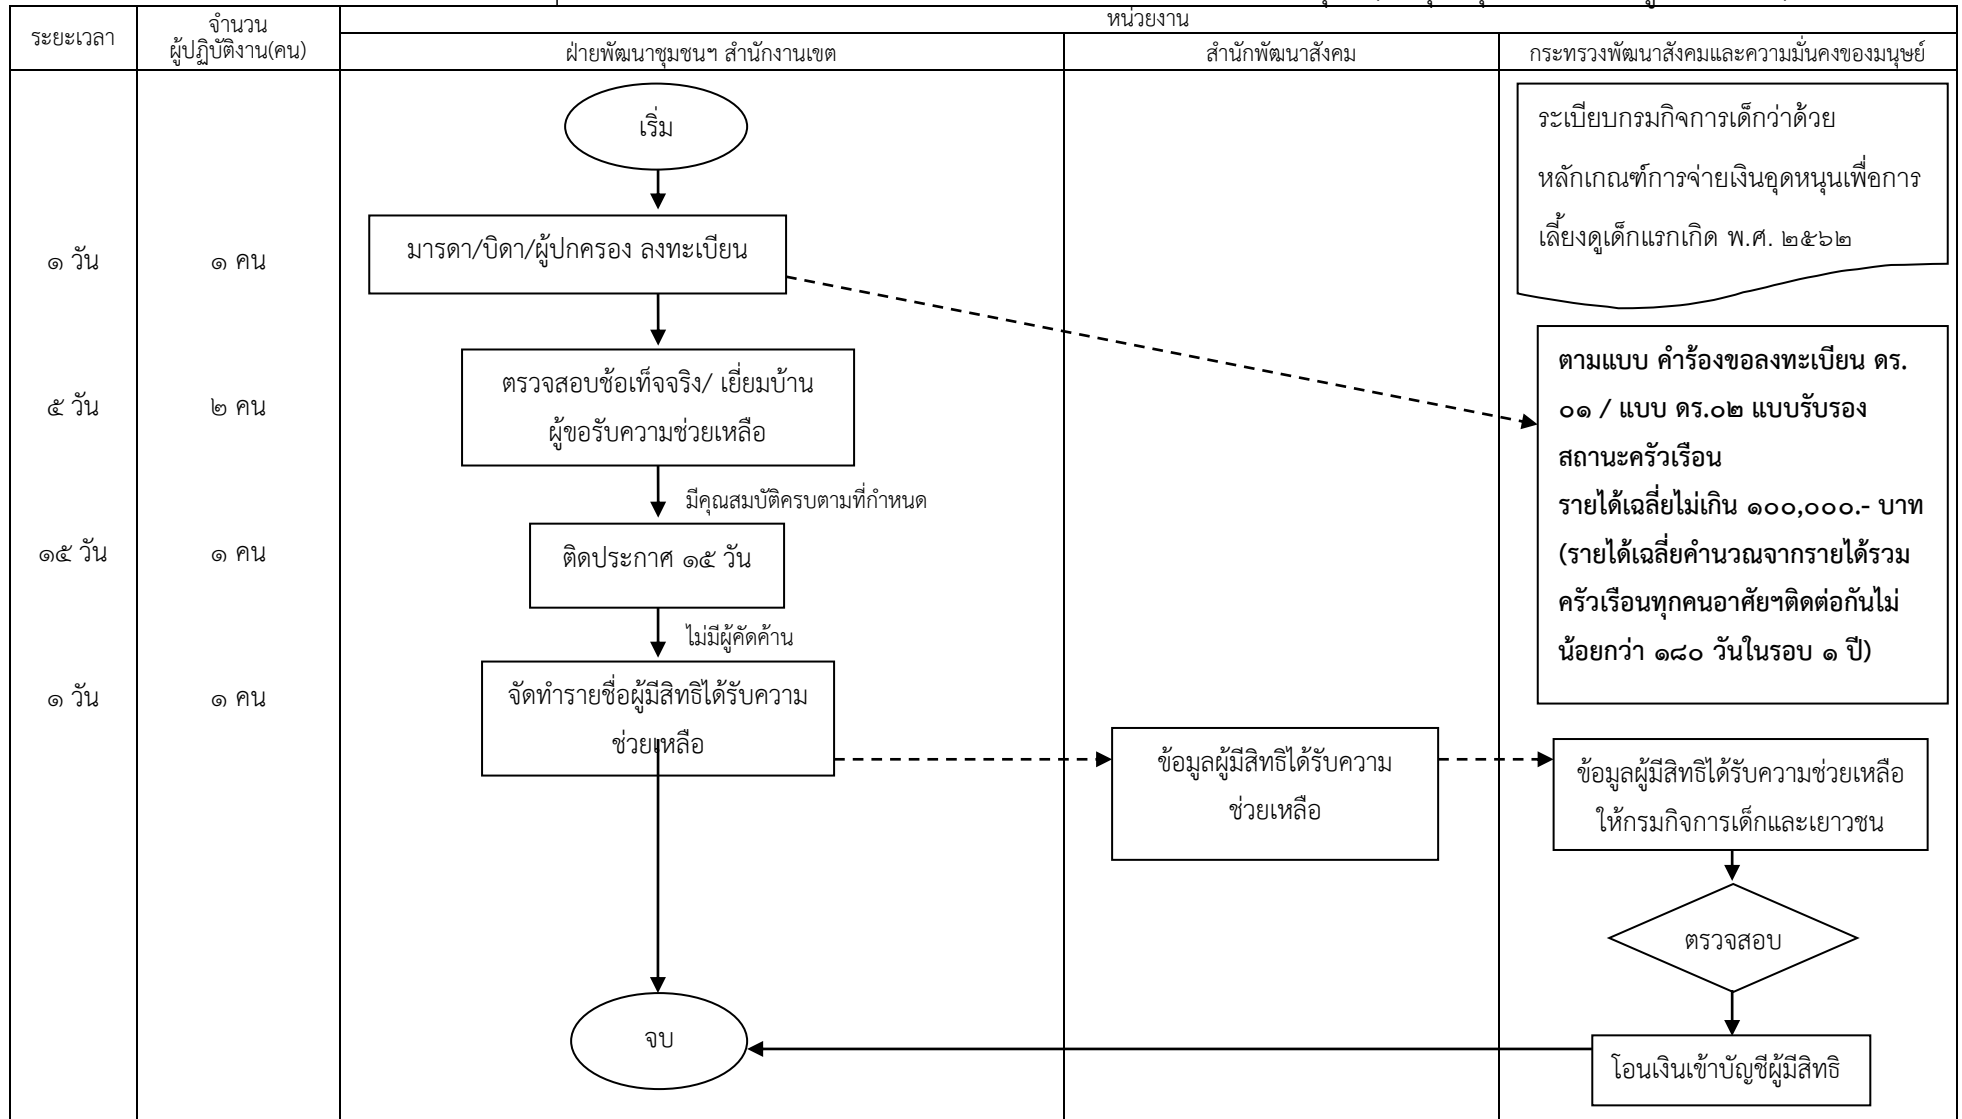 หน่วยงาน
ระยะเวลา
จำนวน
ผู้ปฏิบัติงาน(คน)
ฝ่ายพัฒนาชุมชนฯ สำนักงานเขต
สำนักพัฒนาสังคม
กระทรวงพัฒนาสังคมและความมั่นคงของมนุษย์
เริ่ม
ระเบียบกรมกิจการเด็กว่าด้วย
หลักเกณฑ์การจ่ายเงินอุดหนุนเพื่อการ
เลี้ยงดูเด็กแรกเกิด พ.ศ. ๒๕๖๒
๑ วัน
๑ คน
มารดา/บิดา/ผู้ปกครอง ลงทะเบียน
ตามแบบ คำร้องขอลงทะเบียน ดร.
๐๑ / แบบ ดร.๐๒ แบบรับรอง
สถานะครัวเรือน
รายได้เฉลี่ยไม่เกิน ๑๐๐,๐๐๐.- บาท
(รายได้เฉลี่ยคำนวณจากรายได้รวม
ครัวเรือนทุกคนอาศัยฯติดต่อกันไม่
น้อยกว่า ๑๘๐ วันในรอบ ๑ ปี)
๕ วัน
๒ คน
ตรวจสอบช้อเท็จจริง/ เยี่ยมบ้าน
ผู้ขอรับความช่วยเหลือ
มีคุณสมบัติครบตามที่กำหนด
๑๕ วัน
๑ คน
ติดประกาศ ๑๕ วัน
ไม่มีผู้คัดค้าน
๑ วัน
๑ คน
จัดทำรายชื่อผู้มีสิทธิได้รับความ
ช่วยเหลือ
ข้อมูลผู้มีสิทธิได้รับความ
ช่วยเหลือ
ข้อมูลผู้มีสิทธิได้รับความช่วยเหลือ
ให้กรมกิจการเด็กและเยาวชน
ตรวจสอบ
จบ
โอนเงินเข้าบัญชีผู้มีสิทธิ